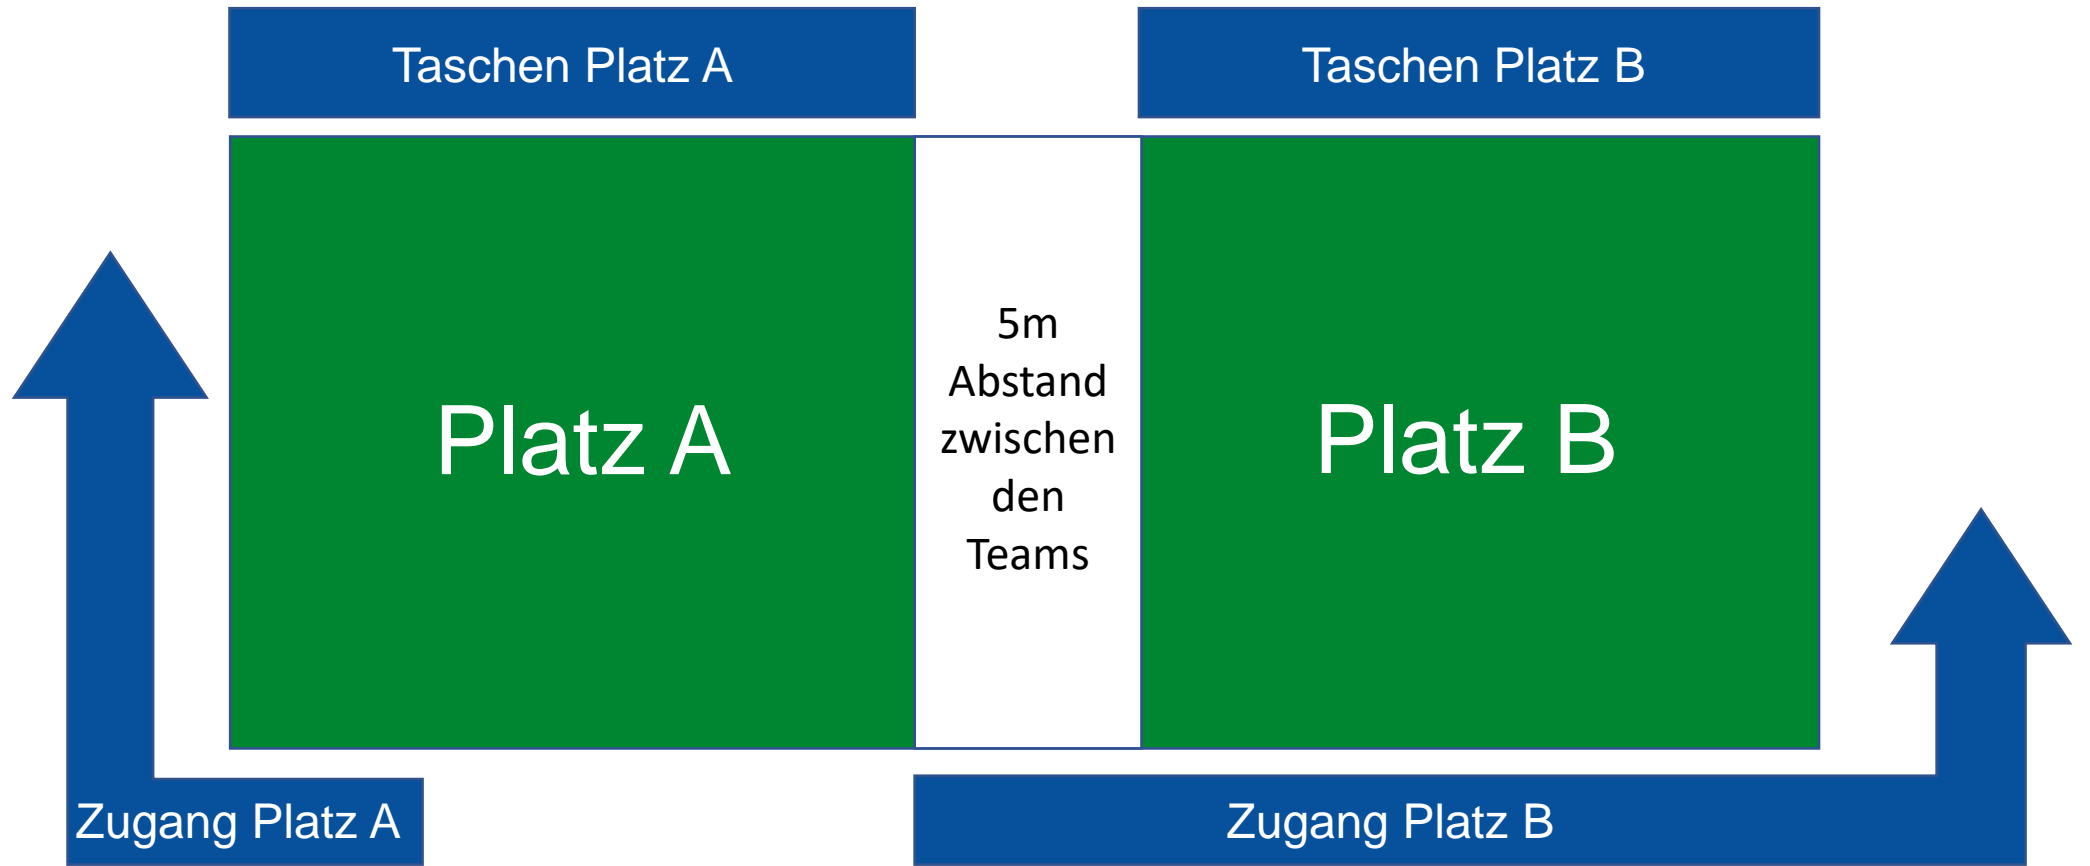 Taschen Platz A
Taschen Platz B
Platz A
5m
Abstand
zwischen
den
Teams
Platz B
Zugang Platz A
Zugang Platz B